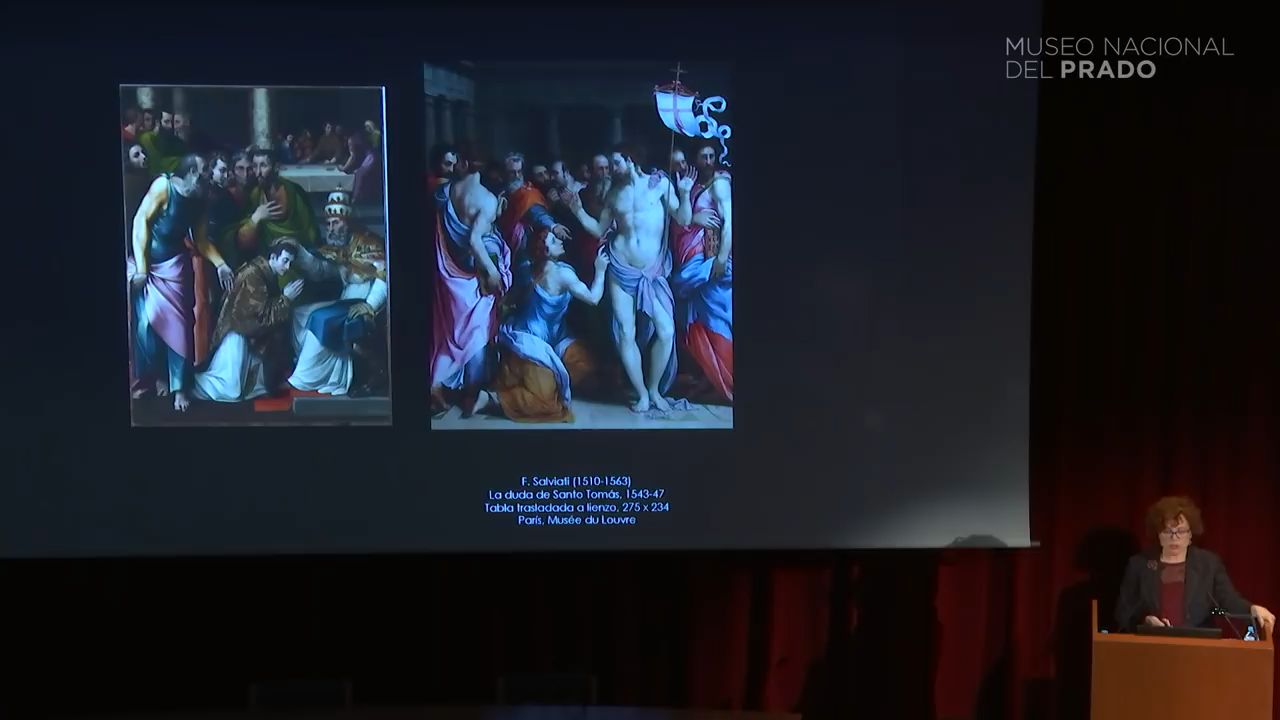 MUSEO NACIONAL
DEL PRADO
F. Salviati (1510-1563)
La duda de Santo Tomás, 1543-47
Tabla trasladada a lienzo, 275 x 234
París, Musée du Louvre